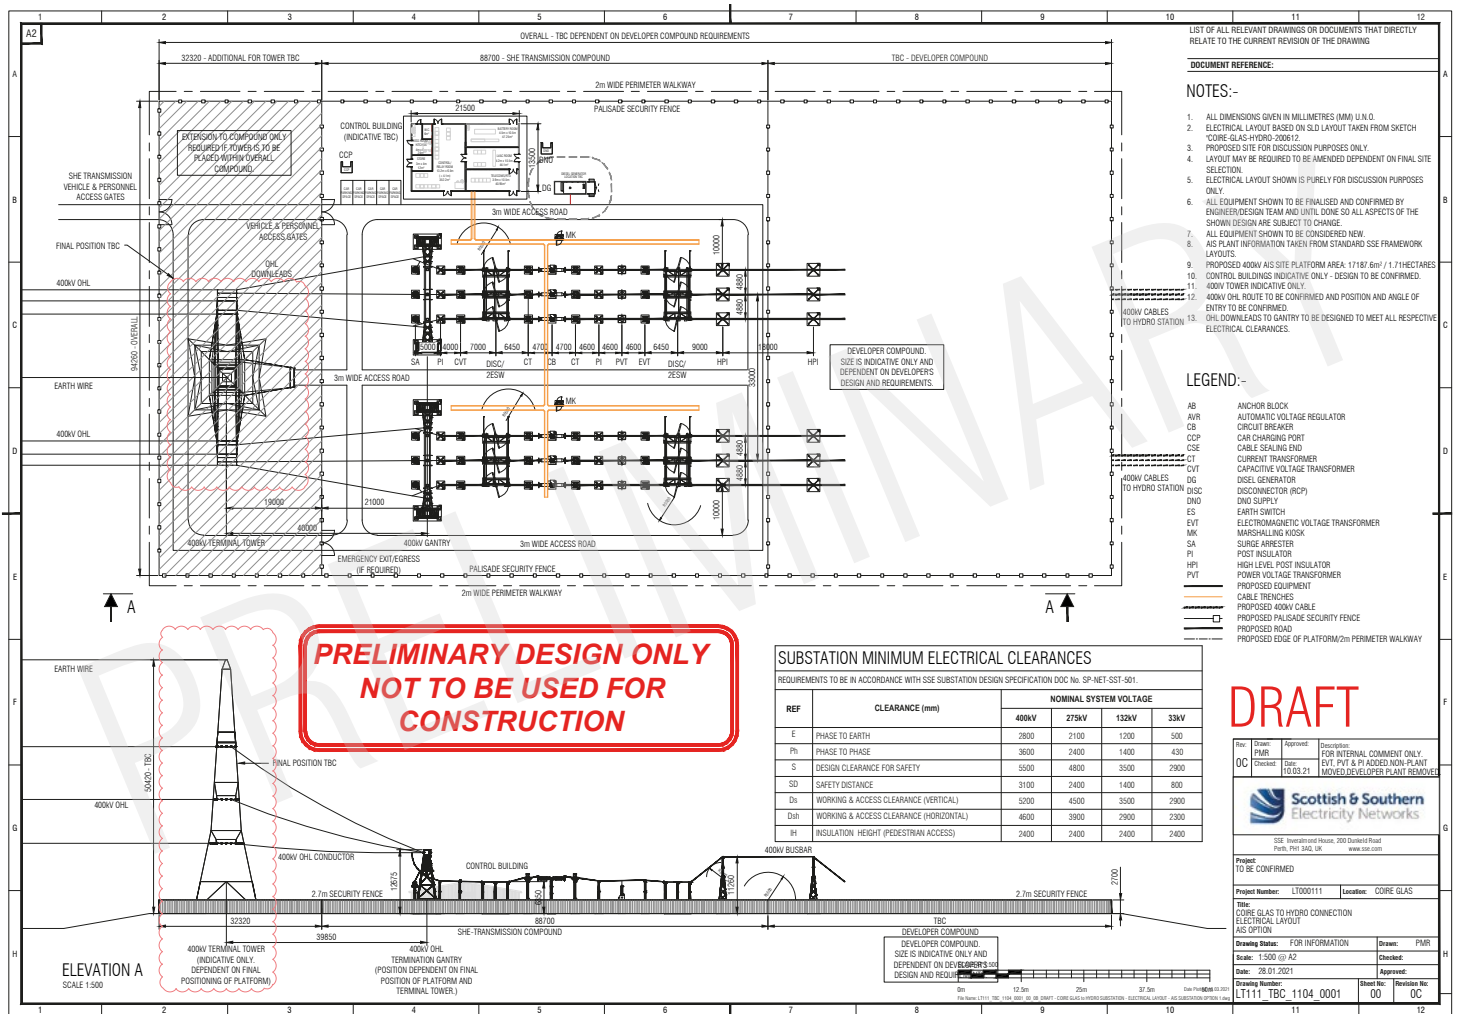 1 2 3 4 5 6 7 8 9 10 11 12
A2
OVERALL - TBC DEPENDENT ON DEVELOPER COMPOUND REQUIREMENTS
32320 - ADDITIONAL FOR TOWER TBC
88700 - SHE TRANSMISSION COMPOUND
TBC - DEVELOPER COMPOUND
2m WIDE PERIMETER WALKWAY
PALISADE SECURITY FENCE
21500
13500
CONTROL BUILDING
(INDICATIVE TBC)
EXTENSION TO COMPOUND ONLY
REQUIRED IF TOWER IS TO BE
PLACED WITHIN OVERALL
COMPOUND.
CCP
DNO
DG
SHE TRANSMISSION
VEHICLE & PERSONNEL
ACCESS GATES
3m WIDE ACCESS ROAD
VEHICLE & PERSONNEL
ACCESS GATES
FINAL POSITION TBC
OHL
DOWNLEADS
400kV OHL
MK
10000
4880
4880
94260 - OVERALL
5000 4000 7000 6450 4700 4700 4600 4600 4600 6450 9000 18000
SA PI CVT DISC/ CT CB CT PI PVT EVT DISC/ HPI HPI
2ESW 2ESW
33000
3m WIDE ACCESS ROAD
EARTH WIRE
DEVELOPER COMPOUND.
SIZE IS INDICATIVE ONLY AND
DEPENDENT ON DEVELOPER'S
DESIGN AND REQUIREMENTS.
400kV CABLES
TO HYDRO STATION
MK
400kV OHL
4880
4880
10000
400kV CABLES
TO HYDRO STATION
19000
21000
40000
400kV TERMINAL TOWER
400kV GANTRY
3m WIDE ACCESS ROAD
EMERGENCY EXIT/EGRESS
(IF REQUIRED)
PALISADE SECURITY FENCE
2m WIDE PERIMETER WALKWAY
A
A
PRELIMINARY
LIST OF ALL RELEVANT DRAWINGS OR DOCUMENTS THAT DIRECTLY
RELATE TO THE CURRENT REVISION OF THE DRAWING
DOCUMENT REFERENCE:
NOTES:-
1. ALL DIMENSIONS GIVEN IN MILLIMETRES (MM) U.N.O.
2. ELECTRICAL LAYOUT BASED ON SLD LAYOUT TAKEN FROM SKETCH
'COIRE-GLAS-HYDRO-200612.
3. PROPOSED SITE FOR DISCUSSION PURPOSES ONLY.
4. LAYOUT MAY BE REQUIRED TO BE AMENDED DEPENDENT ON FINAL SITE
SELECTION.
5. ELECTRICAL LAYOUT SHOWN IS PURELY FOR DISCUSSION PURPOSES
ONLY.
6. ALL EQUIPMENT SHOWN TO BE FINALISED AND CONFIRMED BY
ENGINEER/DESIGN TEAM AND UNTIL DONE SO ALL ASPECTS OF THE
SHOWN DESIGN ARE SUBJECT TO CHANGE.
7. ALL EQUIPMENT SHOWN TO BE CONSIDERED NEW.
8. AIS PLANT INFORMATION TAKEN FROM STANDARD SSE FRAMEWORK
LAYOUTS.
9. PROPOSED 400kV AIS SITE PLATFORM AREA: 17187.6m² / 1.71HECTARES
10. CONTROL BUILDINGS INDICATIVE ONLY - DESIGN TO BE CONFIRMED.
11. 400IV TOWER INDICATIVE ONLY.
12. 400kV OHL ROUTE TO BE CONFIRMED AND POSITION AND ANGLE OF
ENTRY TO BE CONFIRMED.
13. OHL DOWNLEADS TO GANTRY TO BE DESIGNED TO MEET ALL RESPECTIVE
ELECTRICAL CLEARANCES.
LEGEND:-
AB ANCHOR BLOCK
AVR AUTOMATIC VOLTAGE REGULATOR
CB CIRCUIT BREAKER
CCP CAR CHARGING PORT
CSE CABLE SEALING END
CT CURRENT TRANSFORMER
CVT CAPACITIVE VOLTAGE TRANSFORMER
DG DISEL GENERATOR
DISC DISCONNECTOR (RCP)
DNO DNO SUPPLY
ES EARTH SWITCH
EVT ELECTROMAGNETIC VOLTAGE TRANSFORMER
MK MARSHALLING KIOSK
SA SURGE ARRESTER
PI POST INSULATOR
HPI HIGH LEVEL POST INSULATOR
PVT POWER VOLTAGE TRANSFORMER
PROPOSED EQUIPMENT
CABLE TRENCHES
PROPOSED 400kV CABLE
PROPOSED PALISADE SECURITY FENCE
PROPOSED ROAD
PROPOSED EDGE OF PLATFORM/2m PERIMETER WALKWAY
PRELIMINARY DESIGN ONLY
NOT TO BE USED FOR
CONSTRUCTION
SUBSTATION MINIMUM ELECTRICAL CLEARANCES
REQUIREMENTS TO BE IN ACCORDANCE WITH SSE SUBSTATION DESIGN SPECIFICATION DOC No. SP-NET-SST-501.
REF CLEARANCE (mm) NOMINAL SYSTEM VOLTAGE
400kV 275kV 132kV 33kV
E PHASE TO EARTH 2800 2100 1200 500
Ph PHASE TO PHASE 3600 2400 1400 430
S DESIGN CLEARANCE FOR SAFETY 5500 4800 3500 2900
SD SAFETY DISTANCE 3100 2400 1400 800
Ds WORKING & ACCESS CLEARANCE (VERTICAL) 5200 4500 3500 2900
Dsh WORKING & ACCESS CLEARANCE (HORIZONTAL) 4600 3900 2900 2300
IH INSULATION HEIGHT (PEDESTRIAN ACCESS) 2400 2400 2400 2400
EARTH WIRE
50420 - TBC
FINAL POSITION TBC
400kV OHL
400kV OHL CONDUCTOR
12675
CONTROL BUILDING
400kV BUSBAR
11260
2700
2.7m SECURITY FENCE
2.7m SECURITY FENCE
32320
88700
TBC
39850
SHE-TRANSMISSION COMPOUND
DEVELOPER COMPOUND
400kV TERMINAL TOWER
(INDICATIVE ONLY.
DEPENDENT ON FINAL
POSITIONING OF PLATFORM)
400kV OHL
TERMINATION GANTRY
(POSITION DEPENDENT ON FINAL
POSITION OF PLATFORM AND
TERMINAL TOWER.)
DEVELOPER COMPOUND.
SIZE IS INDICATIVE ONLY AND
DEPENDENT ON DEVELOPER'S
DESIGN AND
ELEVATION A
SCALE 1:500
0m 12.5m 25m 37.5m 50m
DRAFT
Rev: Drawn: Approved: Description:
0C PMR FOR INTERNAL COMMENT ONLY.
Checked: Date: EVT, PVT & PI ADDED.NON-PLANT
10.03.21 MOVED,DEVELOPER PLANT REMOVED
Scottish & Southern
Electricity Networks
SSE Inveralmond House, 200 Dunkeld Road
Perth, PH1 3AQ, UK www.sse.com
Project:
TO BE CONFIRMED
Project Number: LT000111 Location: COIRE GLAS
Title:
COIRE GLAS TO HYDRO CONNECTION
ELECTRICAL LAYOUT
AIS OPTION
Drawing Status: FOR INFORMATION Drawn: PMR
Scale: 1:500 @ A2 Checked:
Date: 28.01.2021 Approved:
Drawing Number: Sheet No: Revision No:
LT111_TBC_1104_0001 00 0C
1 2 3 4 5 6 7 8 9 10 11 12